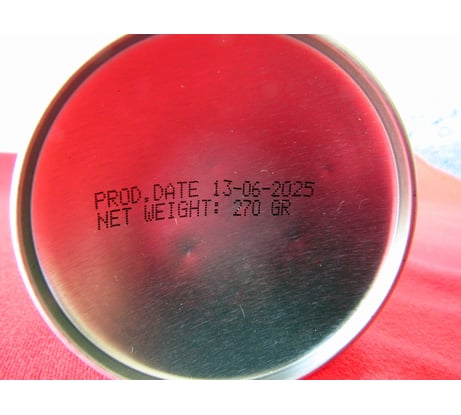 PROD.DATE 13-06-2025
NET WEIGHT: 270 GR